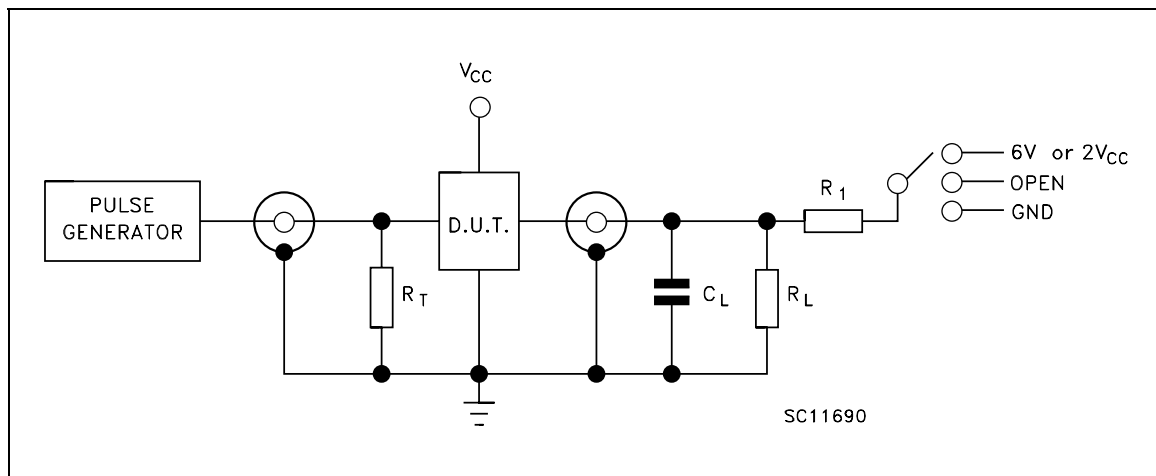 VCC
6V or 2VCC
OPEN
GND
R1
PULSE
GENERATOR
D.U.T.
RT
CL
RL
SC11690